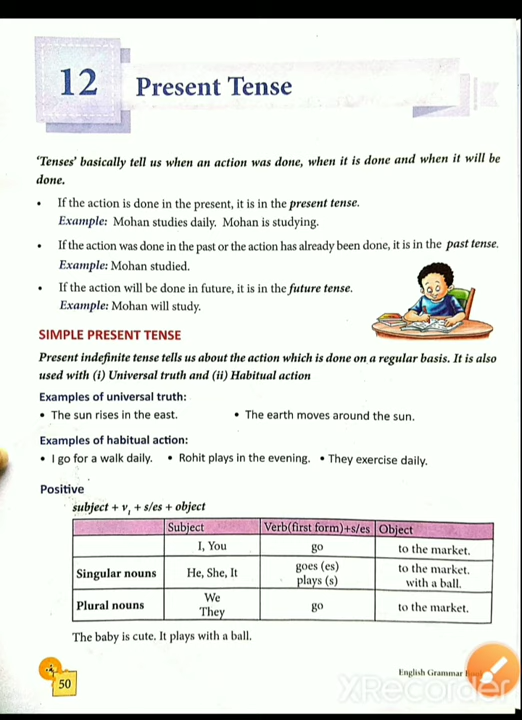 12
Present Tense
'Tenses' basically tell us when an action was done, when it is done and when it will be
done.
• If the action is done in the present, it is in the present tense.
Example: Mohan studies daily. Mohan is studying.
• If the action was done in the past or the action has already been done, it is in the past tense.
Example: Mohan studied.
• If the action will be done in future, it is in the future tense.
Example: Mohan will study.
SIMPLE PRESENT TENSE
Present indefinite tense tells us about the action which is done on a regular basis. It is also
used with (i) Universal truth and (ii) Habitual action
Examples of universal truth:
• The sun rises in the east. • The earth moves around the sun.
Examples of habitual action:
• I go for a walk daily. • Rohit plays in the evening. • They exercise daily.
Positive
subject + v₁ + s/es + object
Subject Verb(first form)+s/es Object
I, You go to the market.
Singular nouns He, She, It goes (es) to the market.
plays (s) with a ball.
Plural nouns We
They go to the market.
The baby is cute. It plays with a ball.
50
English Grammar
XRecorder